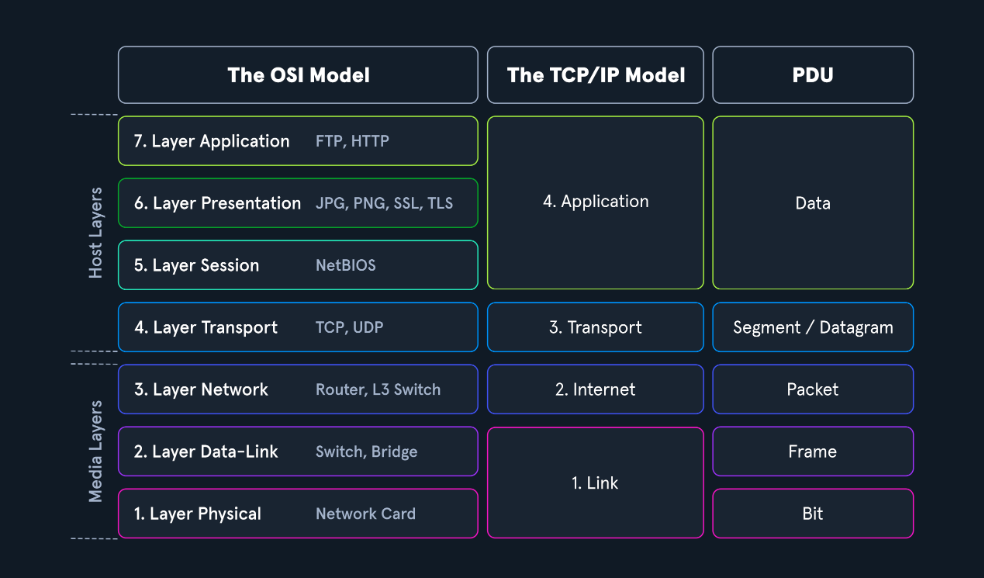 The OSI Model
The TCP/IP Model
PDU
Host Layers
7. Layer Application
FTP, HTTP
6. Layer Presentation
JPG, PNG, SSL, TLS
5. Layer Session
NetBIOS
4. Application
Data
4. Layer Transport
TCP, UDP
3. Transport
Segment / Datagram
Media Layers
3. Layer Network
Router, L3 Switch
2. Internet
Packet
2. Layer Data-Link
Switch, Bridge
Frame
1. Layer Physical
Network Card
1. Link
Bit